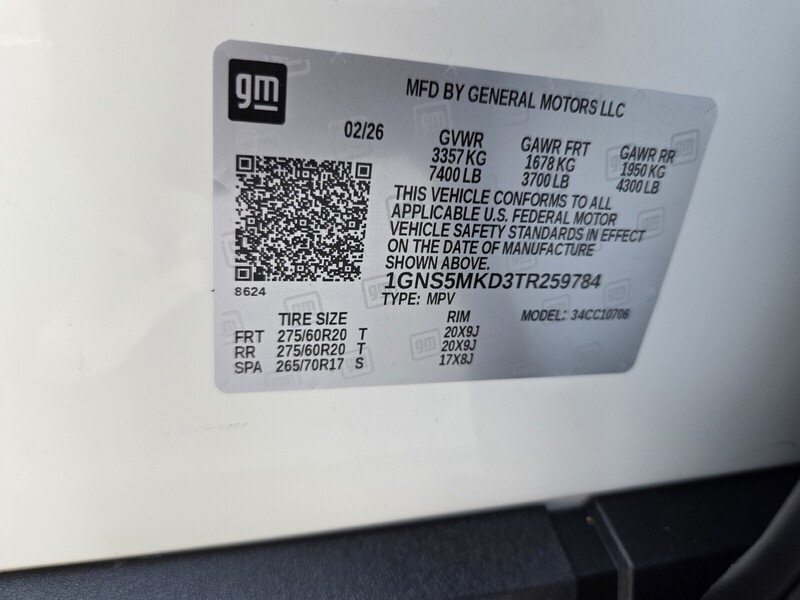 gm
MFD BY GENERAL MOTORS LLC
02/26
GVWR GAWR FRT GAWR RR
3357 KG 1678 KG 1950 KG
7400 LB 3700 LB 4300 LB
THIS VEHICLE CONFORMS TO ALL
APPLICABLE U.S. FEDERAL MOTOR
VEHICLE SAFETY STANDARDS IN EFFECT
ON THE DATE OF MANUFACTURE
SHOWN ABOVE.
8624
1GNS5MKD3TR259784
TYPE: MPV MODEL: 34CC10706
TIRE SIZE RIM
FRT 275/60R20 T 20X9J
RR 275/60R20 T 20X9J
SPA 265/70R17 S 17X8J